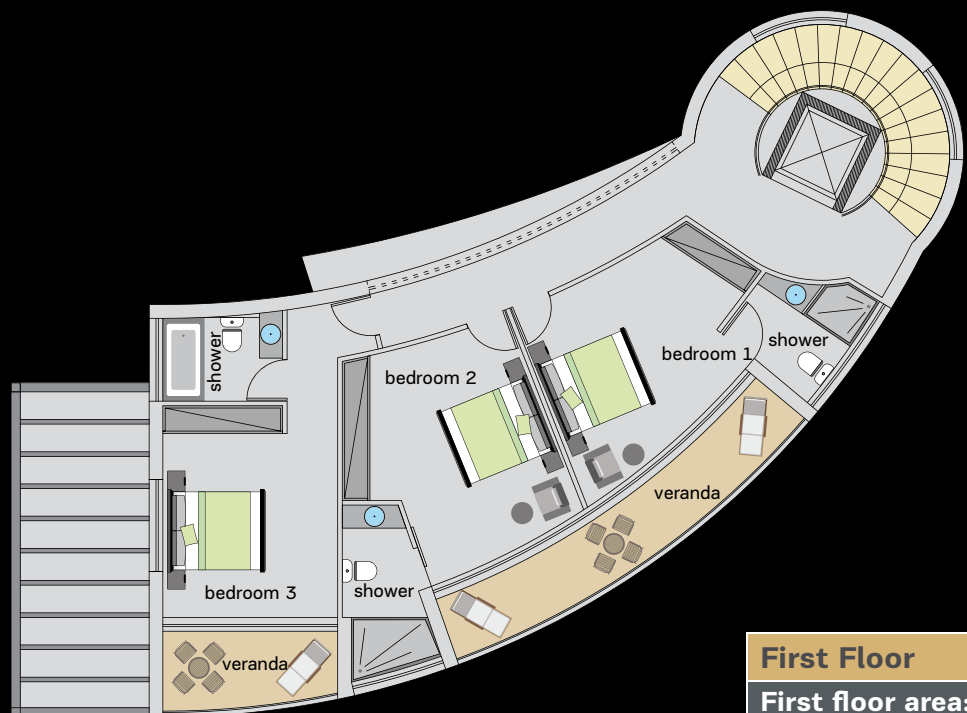 shower
bedroom 1
shower
bedroom 2
veranda
bedroom 3
shower
veranda
First Floor
First floor area: